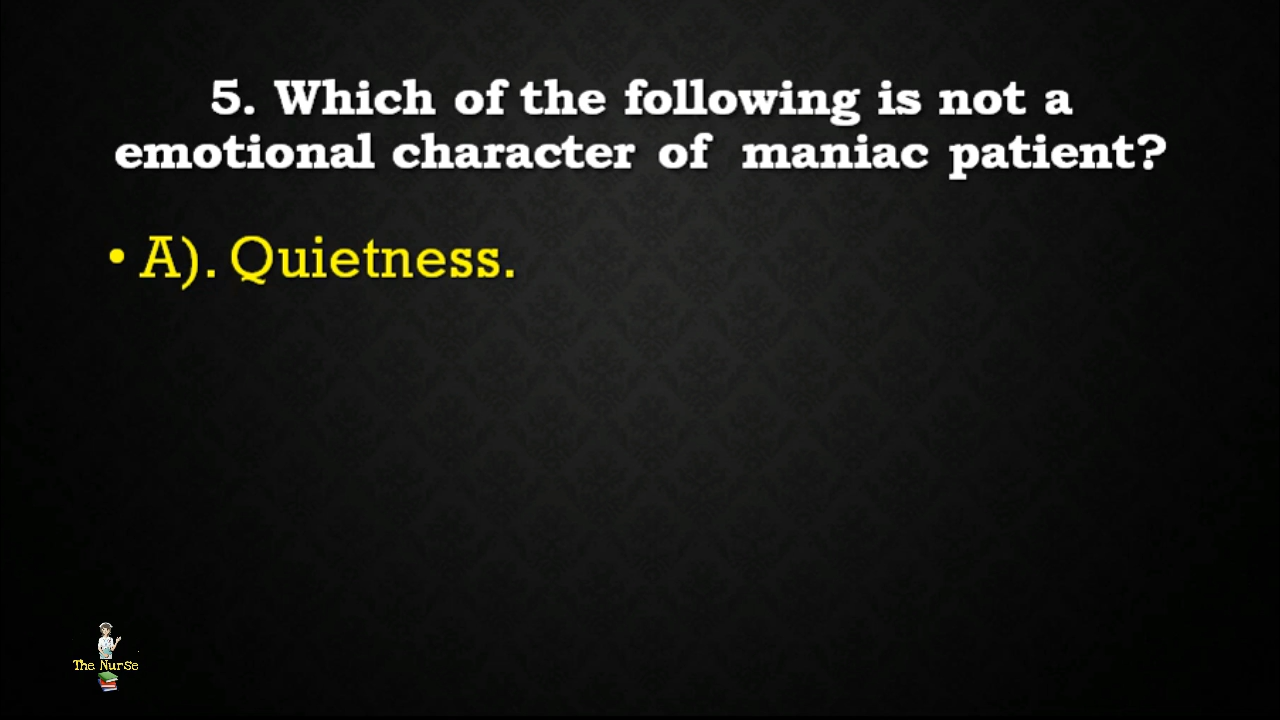 5. Which of the following is not a
emotional character of maniac patient?
• A). Quietness.
The Nurse